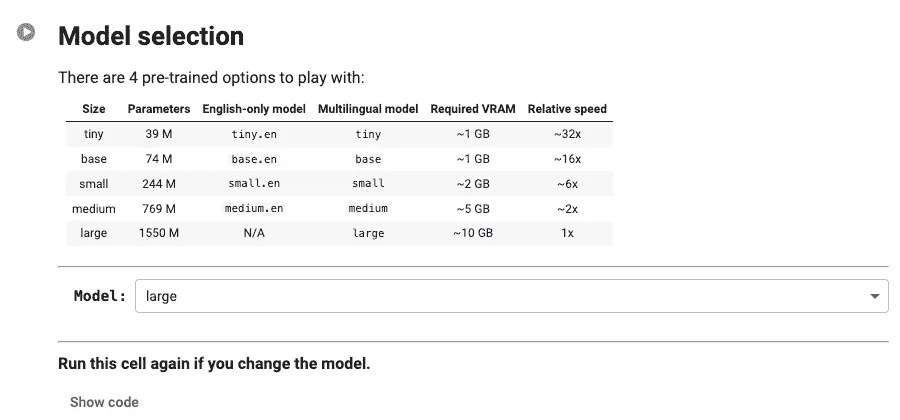 Model selection
There are 4 pre-trained options to play with:
Size Parameters English-only model Multilingual model Required VRAM Relative speed
tiny 39 M tiny.en tiny ~1 GB ~32x
base 74 M base.en base ~1 GB ~16x
small 244 M small.en small ~2 GB ~6x
medium 769 M medium.en medium ~5 GB ~2x
large 1550 M N/A large ~10 GB 1x
Model: large
Run this cell again if you change the model.
Show code